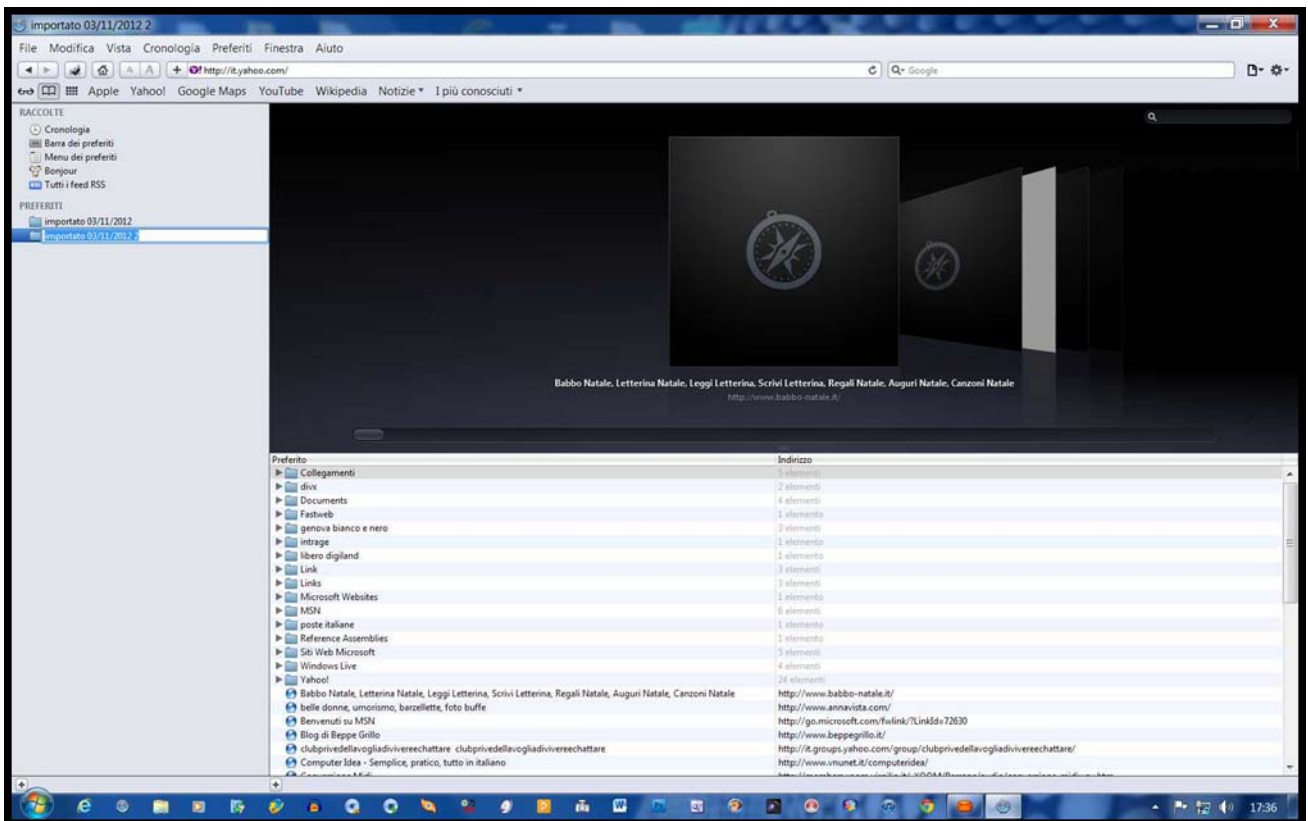 importato 03/11/2012 2
File Modifica Vista Cronologia Preferiti Finestra Aiuto
A A + Y! http://it.yahoo.com/ Google
Apple Yahoo! Google Maps YouTube Wikipedia Notizie I più conosciuti
RACCOLTE
Cronologia
Barra dei preferiti
Menu dei preferiti
Bonjour
Tutti i feed RSS
PREFERITI
importato 03/11/2012
importato 03/11/2012 2
Babbo Natale, Letterina Natale, Leggi Letterina, Scrivi Letterina, Regali Natale, Auguri Natale, Canzoni Natale
http://www.babbo-natale.it/
Preferito Indirizzo
Collegamenti 5 elementi
divx 2 elementi
Documents 4 elementi
Fastweb 1 elemento
genova bianco e nero 3 elementi
intrage 1 elemento
libero digiland 1 elemento
Link 3 elementi
Links 3 elementi
Microsoft Websites 1 elemento
MSN 6 elementi
poste italiane 1 elemento
Reference Assemblies 1 elemento
Siti Web Microsoft 5 elementi
Windows Live 4 elementi
Yahoo! 26 elementi
Babbo Natale, Letterina Natale, Leggi Letterina, Scrivi Letterina, Regali Natale, Auguri Natale, Canzoni Natale http://www.babbo-natale.it/
belle donne, umorismo, barzellette, foto buffe http://www.annavista.com/
Benvenuti su MSN http://go.microsoft.com/fwlink/?LinkId=72630
Blog di Beppe Grillo http://www.beppegrillo.it/
clubprivedellavogliadivivereechattare clubprivedellavogliadivivereechattare http://it.groups.yahoo.com/group/clubprivedellavogliadivivereechattare/
Computer Idea - Semplice, pratico, tutto in italiano http://www.vnunet.it/computeridea/
17:36